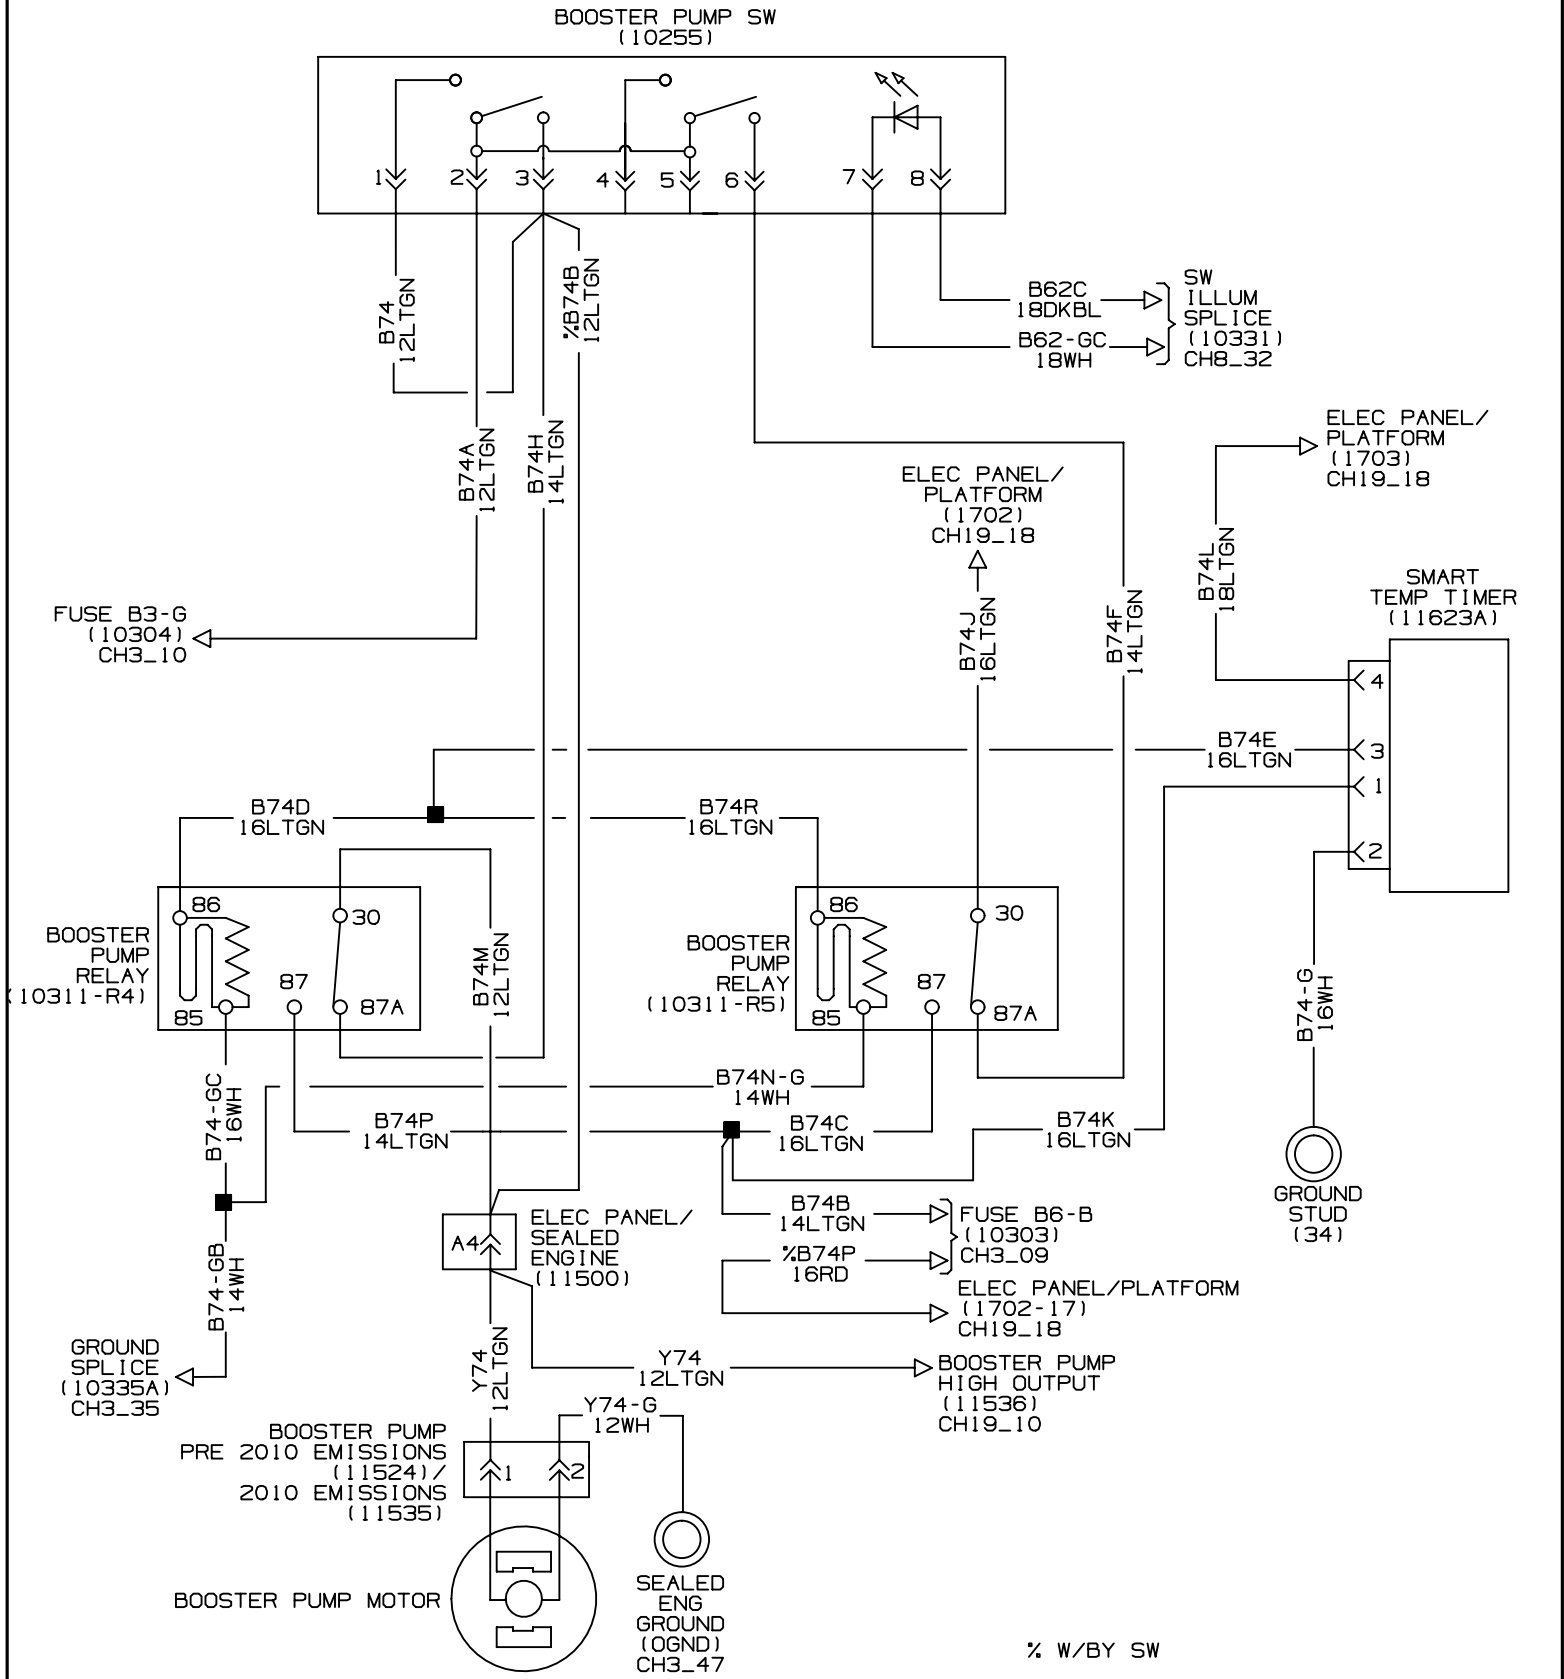 BOOSTER PUMP SW
(10255)
1
2
3
4
5
6
7
8
B74
12LTGN
%B74B
12LTGN
B62C
18DKBL
B62-GC
18WH
SW
ILLUM
SPLICE
(10331)
CH8_32
B74A
12LTGN
B74H
14LTGN
ELEC PANEL/
PLATFORM
(1703)
CH19_18
ELEC PANEL/
PLATFORM
(1702)
CH19_18
B74L
18LTGN
SMART
TEMP TIMER
(11623A)
FUSE B3-G
(10304)
CH3_10
B74J
16LTGN
B74F
14LTGN
4
3
1
2
B74E
16LTGN
B74D
16LTGN
B74R
16LTGN
BOOSTER
PUMP
RELAY
(10311-R4)
86
30
87
85
87A
B74M
12LTGN
BOOSTER
PUMP
RELAY
(10311-R5)
86
30
87
85
87A
B74-G
16WH
B74-GC
16WH
B74N-G
14WH
B74P
14LTGN
B74C
16LTGN
B74K
16LTGN
GROUND
STUD
(34)
B74B
14LTGN
FUSE B6-B
(10303)
CH3_09
%B74P
16RD
ELEC PANEL/PLATFORM
(1702-17)
CH19_18
A4
ELEC PANEL/
SEALED
ENGINE
(11500)
B74-GB
14WH
GROUND
SPLICE
(10335A)
CH3_35
Y74
12LTGN
Y74
12LTGN
BOOSTER PUMP
HIGH OUTPUT
(11536)
CH19_10
Y74-G
12WH
BOOSTER PUMP
PRE 2010 EMISSIONS
(11524)/
2010 EMISSIONS
(11535)
1
2
BOOSTER PUMP MOTOR
SEALED
ENG
GROUND
(OGND)
CH3_47
% W/BY SW